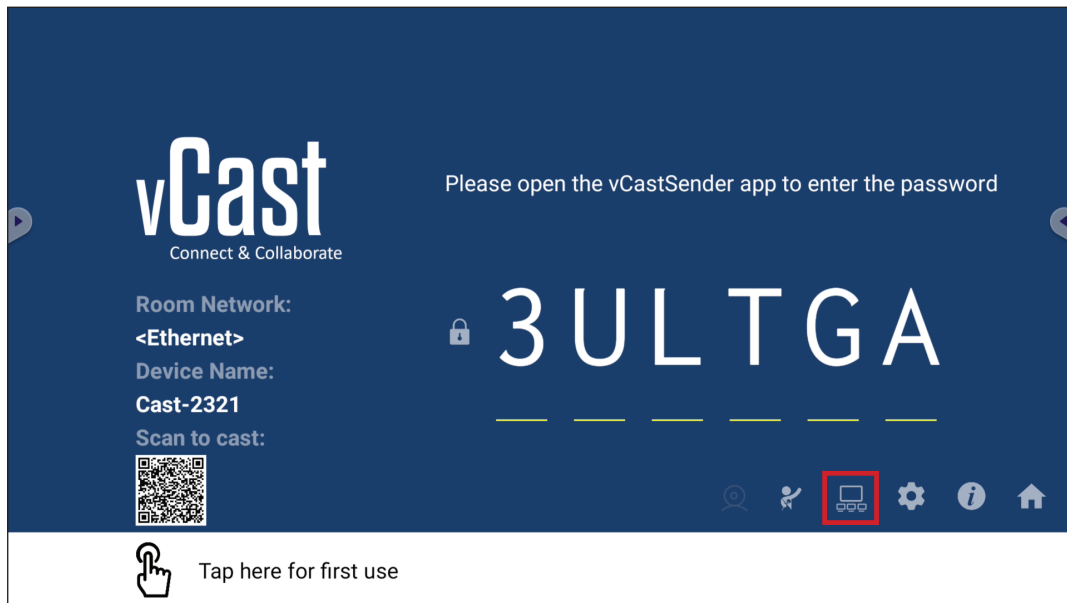 vCast
Connect & Collaborate
Please open the vCastSender app to enter the password
Room Network:
<Ethernet>
Device Name:
Cast-2321
Scan to cast:
3ULTGA
Tap here for first use